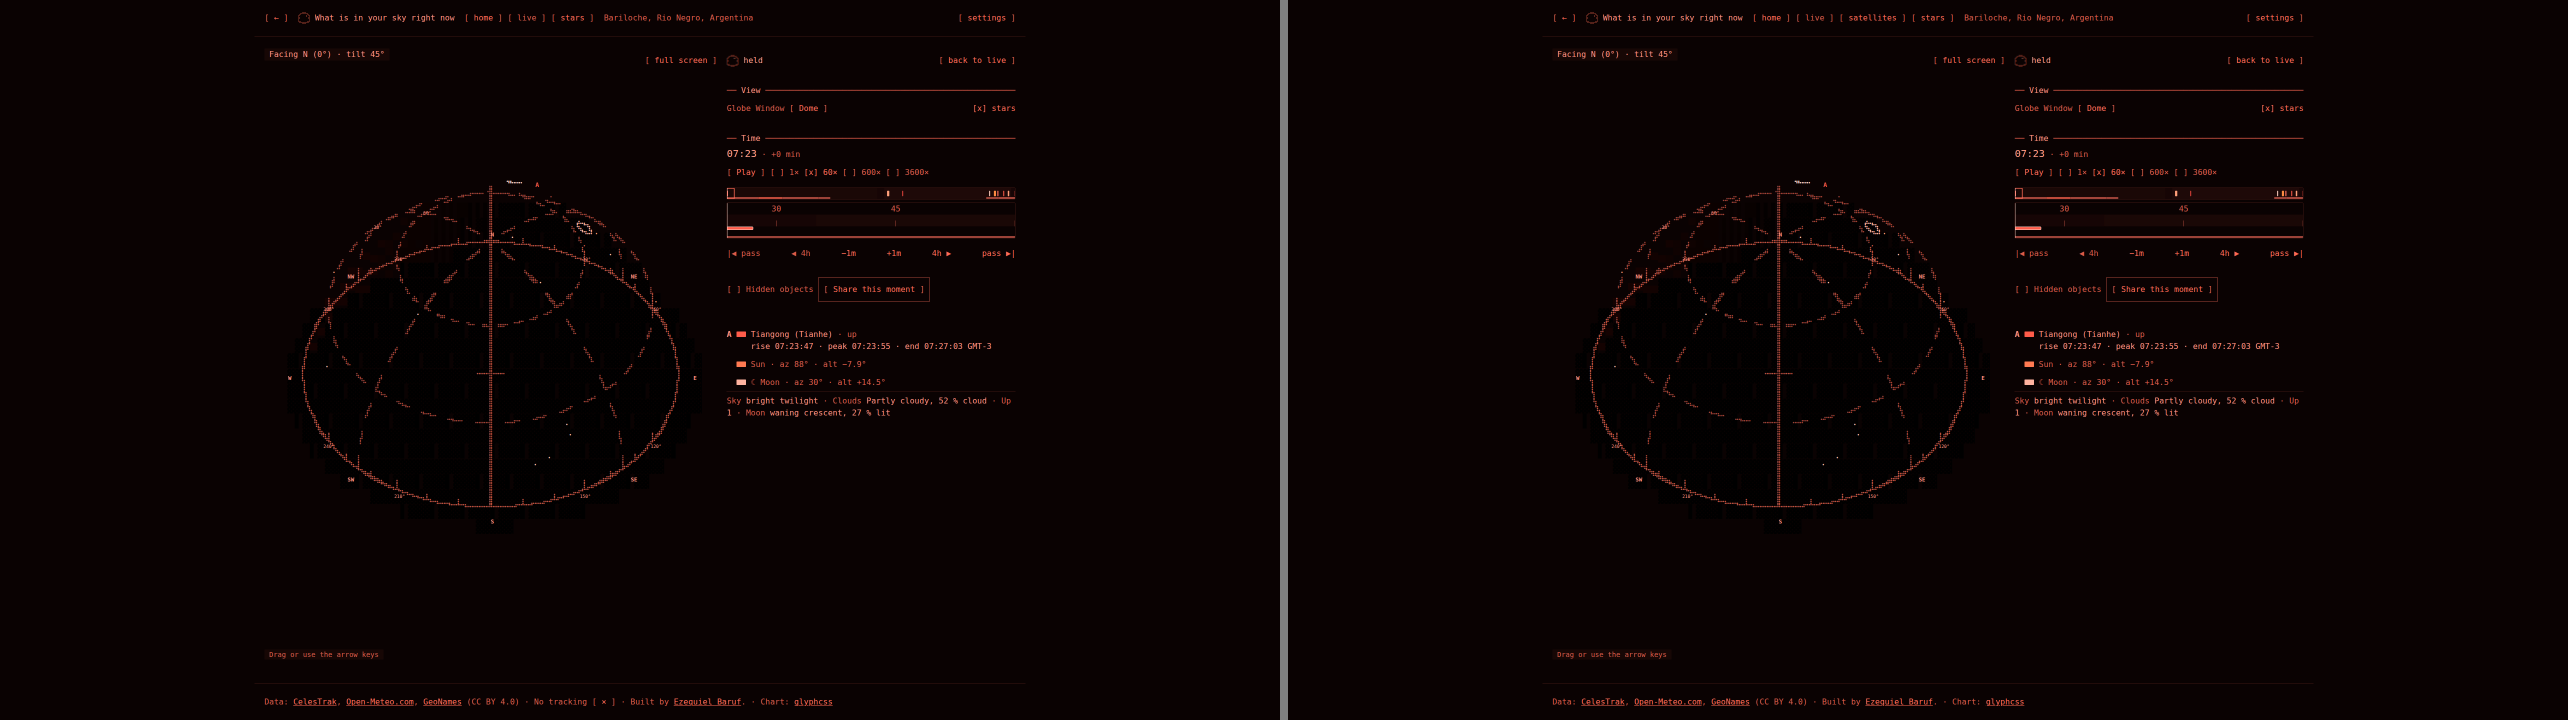 [ ← ] What is in your sky right now [ home ] [ live ] [ stars ] Bariloche, Rio Negro, Argentina [ settings ]
Facing N (0°) · tilt 45°
[ full screen ] held [ back to live ]
View
Globe Window [ Dome ] [x] stars
Time
07:23 · +0 min
[ Play ] [ ] 1× [x] 60× [ ] 600× [ ] 3600×
A
30 45
N
|◀ pass ◀ 4h −1m +1m 4h ▶ pass ▶|
NW NE
[ ] Hidden objects [ Share this moment ]
A Tiangong (Tianhe) · up
rise 07:23:47 · peak 07:23:55 · end 07:27:03 GMT-3
Sun · az 88° · alt −7.9°
W E
☾ Moon · az 30° · alt +14.5°
Sky bright twilight · Clouds Partly cloudy, 52 % cloud · Up
1 · Moon waning crescent, 27 % lit
240° 120°
SW SE
210° 150°
S
Drag or use the arrow keys
Data: CelesTrak, Open-Meteo.com, GeoNames (CC BY 4.0) · No tracking [ × ] · Built by Ezequiel Baruf. · Chart: glyphcss
[ ← ] What is in your sky right now [ home ] [ live ] [ satellites ] [ stars ] Bariloche, Rio Negro, Argentina [ settings ]
Facing N (0°) · tilt 45°
[ full screen ] held [ back to live ]
View
Globe Window [ Dome ] [x] stars
Time
07:23 · +0 min
[ Play ] [ ] 1× [x] 60× [ ] 600× [ ] 3600×
A
30 45
N
|◀ pass ◀ 4h −1m +1m 4h ▶ pass ▶|
NW NE
[ ] Hidden objects [ Share this moment ]
A Tiangong (Tianhe) · up
rise 07:23:47 · peak 07:23:55 · end 07:27:03 GMT-3
Sun · az 88° · alt −7.9°
W E
☾ Moon · az 30° · alt +14.5°
Sky bright twilight · Clouds Partly cloudy, 52 % cloud · Up
1 · Moon waning crescent, 27 % lit
240° 120°
SW SE
210° 150°
S
Drag or use the arrow keys
Data: CelesTrak, Open-Meteo.com, GeoNames (CC BY 4.0) · Built by Ezequiel Baruf. · Chart: glyphcss